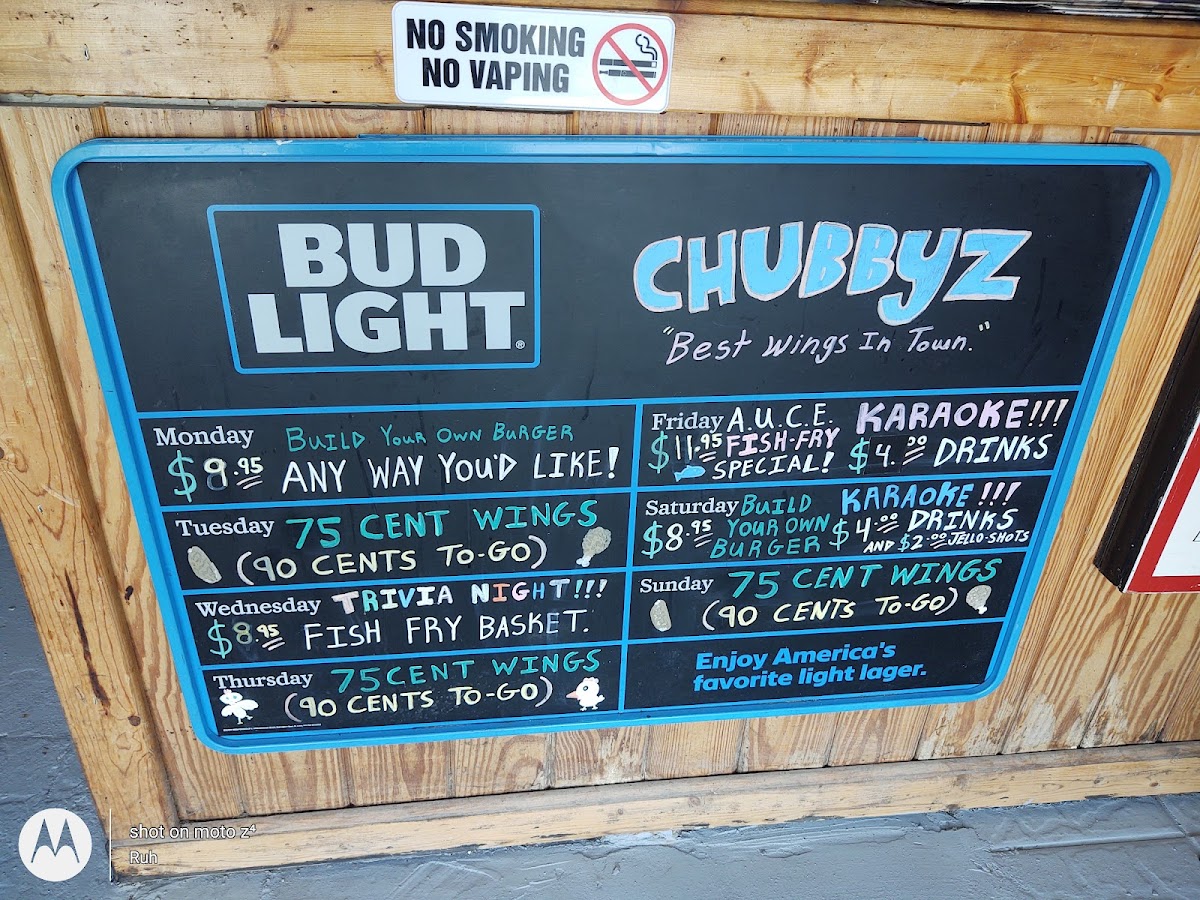 NO SMOKING
NO VAPING
BUD
LIGHT®
CHUBBYZ
"Best Wings In Town."
Monday BUILD YOUR OWN BURGER
$9.95 ANY WAY YOU'D LIKE!
Tuesday 75 CENT WINGS
(90 CENTS TO-GO)
Wednesday TRIVIA NIGHT!!!
$8.95 FISH FRY BASKET.
Thursday 75 CENT WINGS
(90 CENTS TO-GO)
Friday A.U.C.E. KARAOKE!!!
$11.95 FISH-FRY
SPECIAL! $4.00 DRINKS
Saturday BUILD KARAOKE!!!
$8.95 YOUR OWN $4.00 DRINKS
BURGER AND $2.00 JELLO-SHOTS
Sunday 75 CENT WINGS
(90 CENTS TO-GO)
Enjoy America's
favorite light lager.
shot on moto z⁴
Ruh